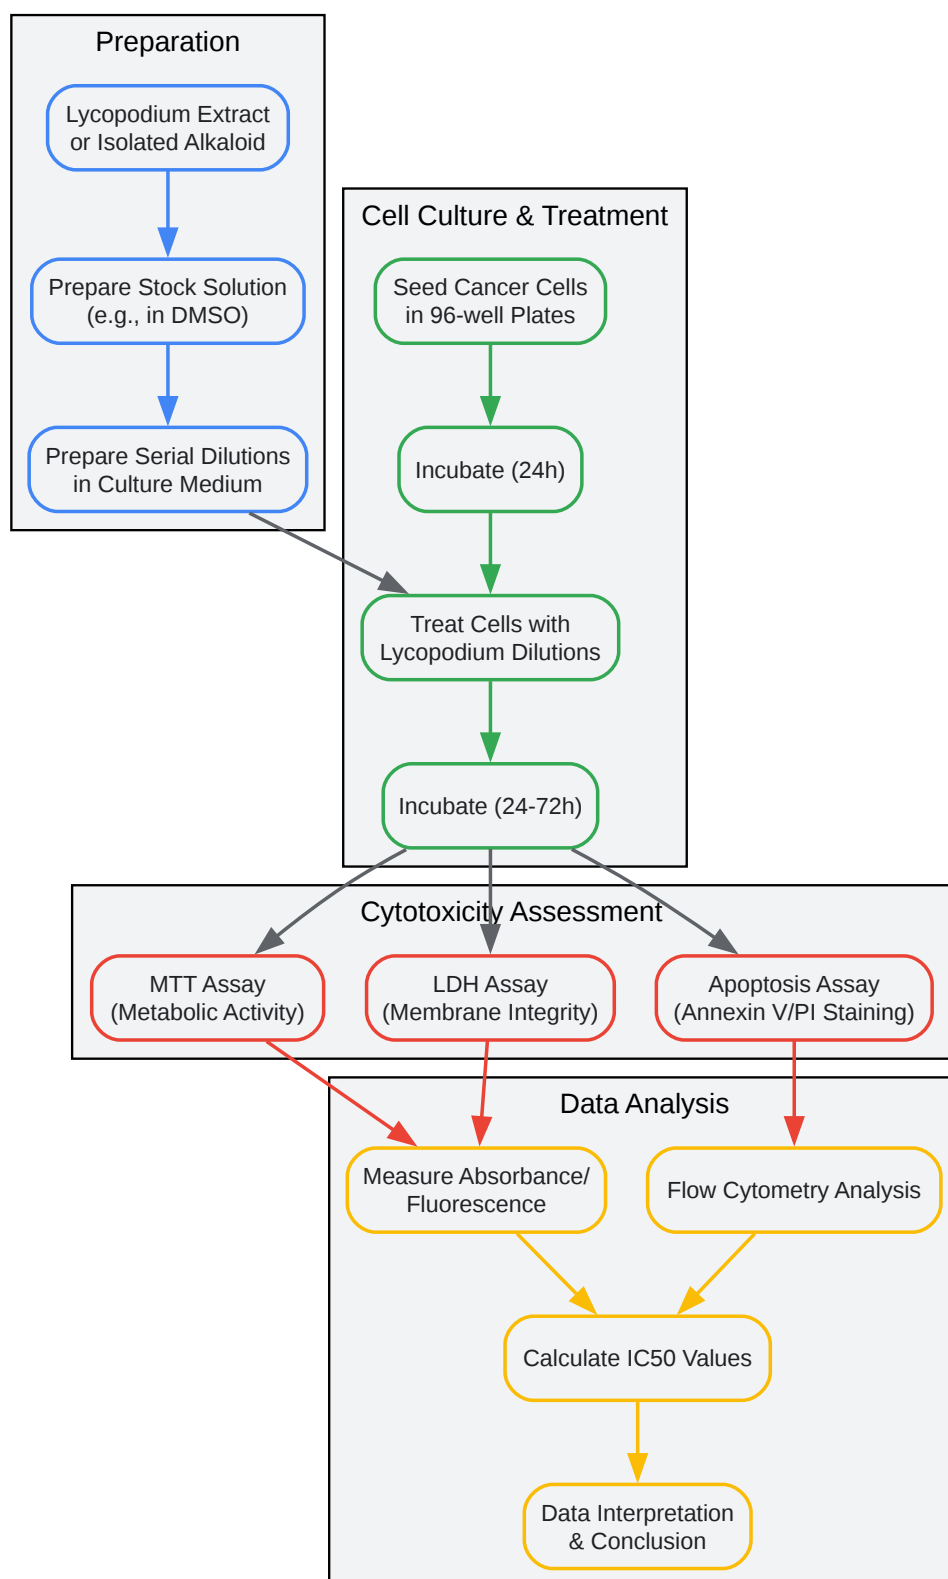 Preparation
Lycopodium Extract
or Isolated Alkaloid
Prepare Stock Solution
(e.g., in DMSO)
Prepare Serial Dilutions
in Culture Medium
Cell Culture & Treatment
Seed Cancer Cells
in 96-well Plates
Incubate (24h)
Treat Cells with
Lycopodium Dilutions
Incubate (24-72h)
Cytotoxicity Assessment
MTT Assay
(Metabolic Activity)
LDH Assay
(Membrane Integrity)
Apoptosis Assay
(Annexin V/PI Staining)
Data Analysis
Measure Absorbance/
Fluorescence
Flow Cytometry Analysis
Calculate IC50 Values
Data Interpretation
& Conclusion